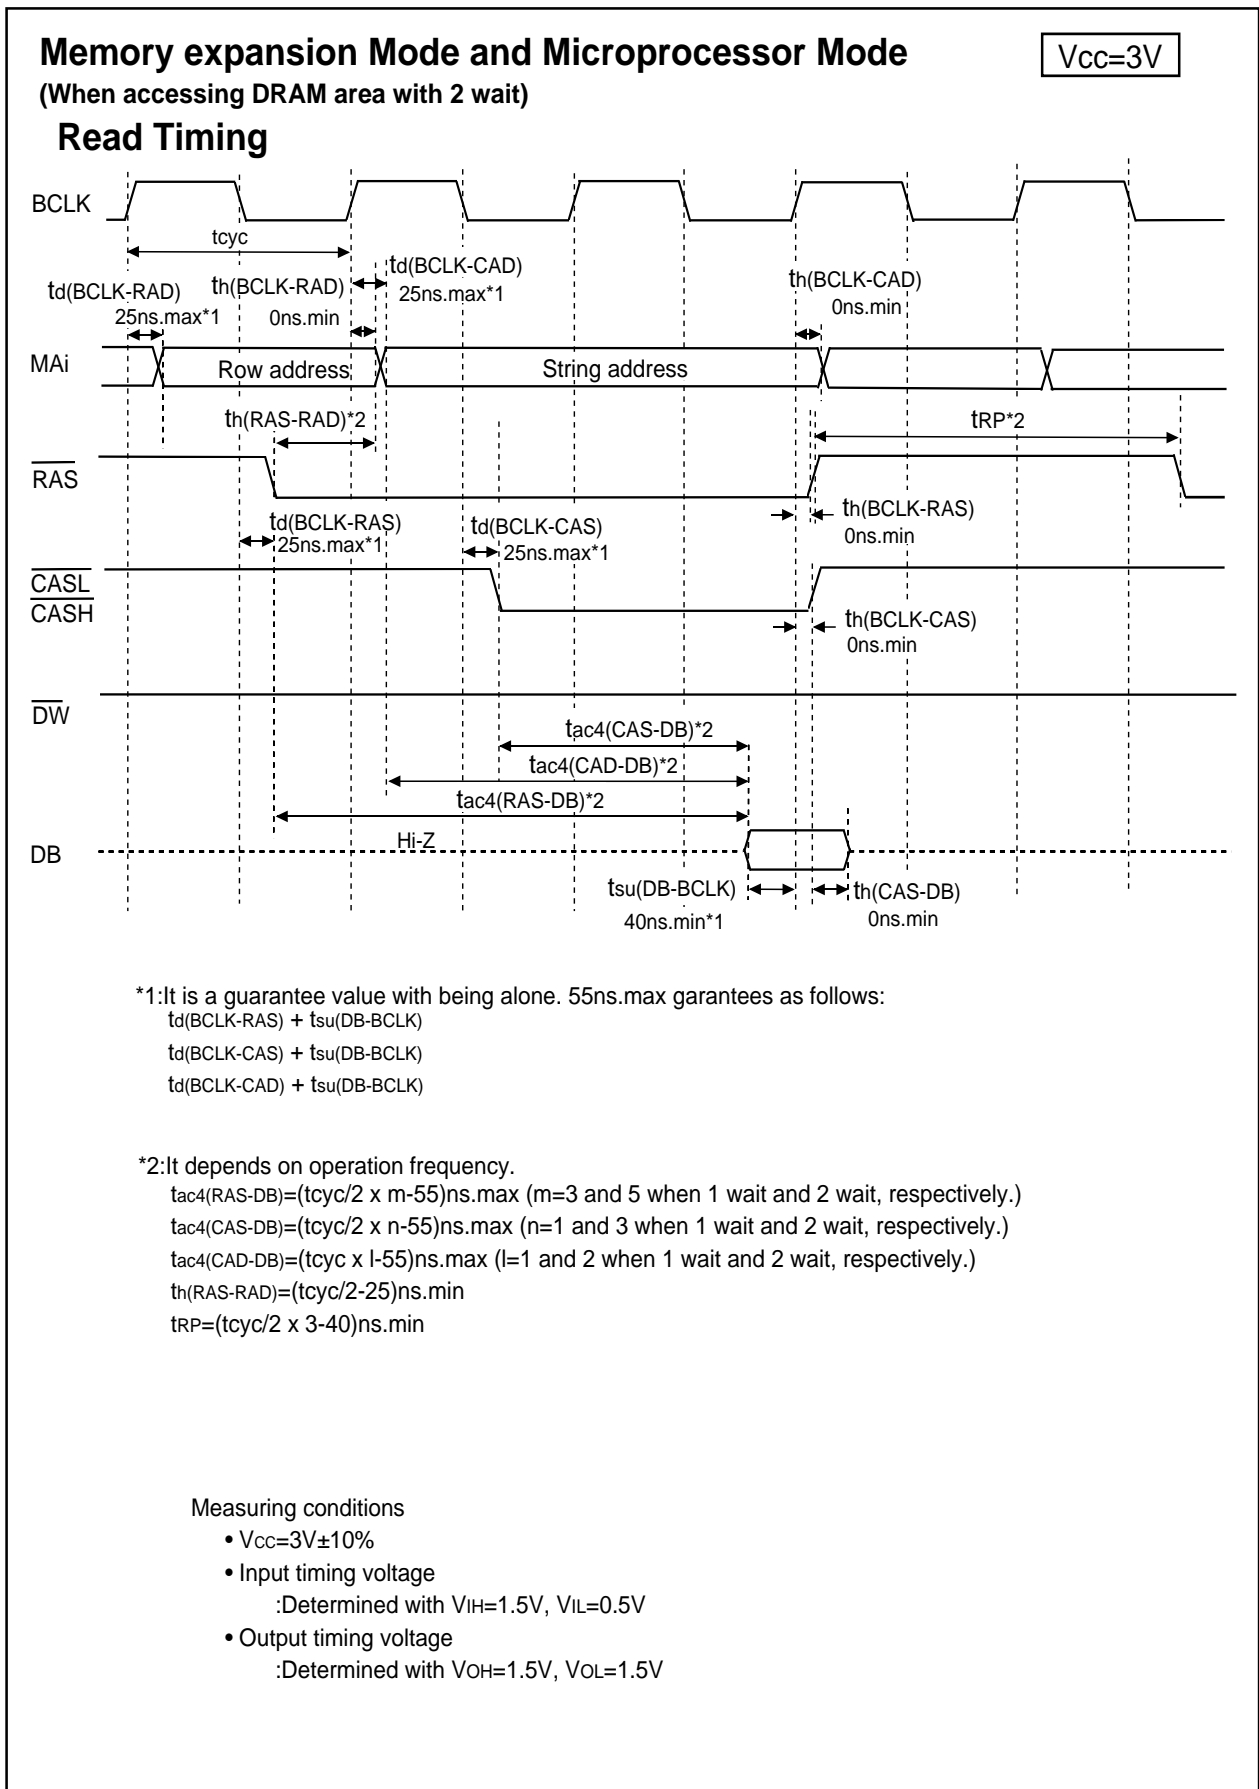 Memory expansion Mode and Microprocessor Mode
Vcc=3V
(When accessing DRAM area with 2 wait)
Read Timing
BCLK
tcyc
td(BCLK-RAD)
25ns.max*1
th(BCLK-RAD)
0ns.min
td(BCLK-CAD)
25ns.max*1
th(BCLK-CAD)
0ns.min
MAi
Row address
String address
th(RAS-RAD)*2
tRP*2
RAS
td(BCLK-RAS)
25ns.max*1
td(BCLK-CAS)
25ns.max*1
th(BCLK-RAS)
0ns.min
CASL
CASH
th(BCLK-CAS)
0ns.min
DW
tac4(CAS-DB)*2
tac4(CAD-DB)*2
tac4(RAS-DB)*2
Hi-Z
DB
tsu(DB-BCLK)
40ns.min*1
th(CAS-DB)
0ns.min
*1:It is a guarantee value with being alone. 55ns.max garantees as follows:
td(BCLK-RAS) + tsu(DB-BCLK)
td(BCLK-CAS) + tsu(DB-BCLK)
td(BCLK-CAD) + tsu(DB-BCLK)
*2:It depends on operation frequency.
tac4(RAS-DB)=(tcyc/2 x m-55)ns.max (m=3 and 5 when 1 wait and 2 wait, respectively.)
tac4(CAS-DB)=(tcyc/2 x n-55)ns.max (n=1 and 3 when 1 wait and 2 wait, respectively.)
tac4(CAD-DB)=(tcyc x l-55)ns.max (l=1 and 2 when 1 wait and 2 wait, respectively.)
th(RAS-RAD)=(tcyc/2-25)ns.min
tRP=(tcyc/2 x 3-40)ns.min
Measuring conditions
• VCC=3V±10%
• Input timing voltage
:Determined with VIH=1.5V, VIL=0.5V
• Output timing voltage
:Determined with VOH=1.5V, VOL=1.5V